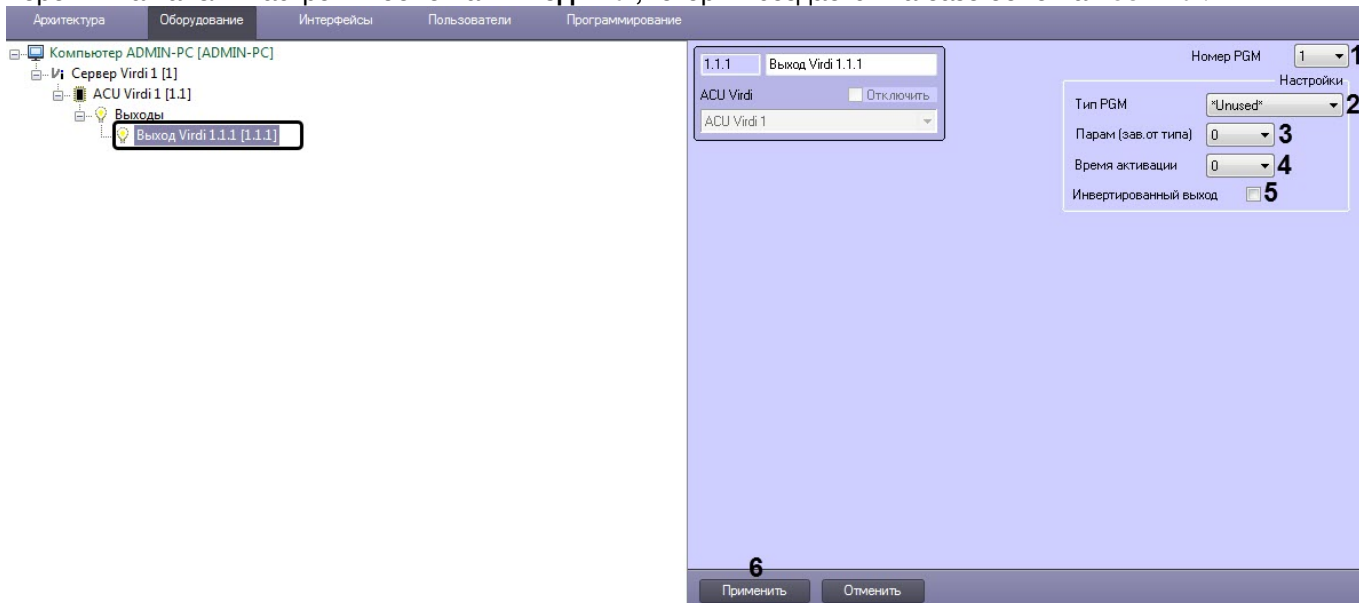 Архитектура Оборудование Интерфейсы Пользователи Программирование
Компьютер ADMIN-PC [ADMIN-PC]
Сервер Virdi 1 [1]
ACU Virdi 1 [1.1]
Выходы
Выход Virdi 1.1.1 [1.1.1]
1.1.1 Выход Virdi 1.1.1
ACU Virdi Отключить
ACU Virdi 1
Номер PGM 1 1
Настройки
Тип PGM *Unused* 2
Парам (зав.от типа) 0 3
Время активации 0 4
Инвертированный выход 5
6
Применить Отменить